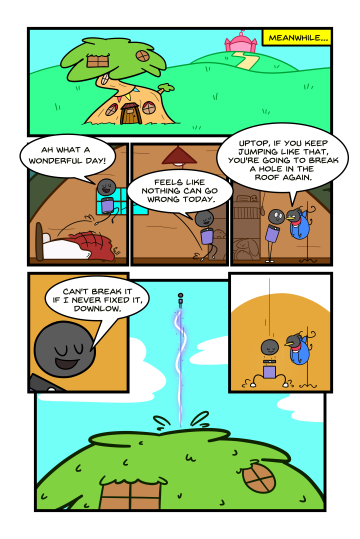 MEANWHILE...
AH WHAT A
WONDERFUL DAY!
FEELS LIKE
NOTHING CAN GO
WRONG TODAY.
UPTOP, IF YOU KEEP
JUMPING LIKE THAT,
YOU'RE GOING TO BREAK
A HOLE IN THE
ROOF AGAIN.
CAN'T BREAK IT
IF I NEVER FIXED IT,
DOWNLOW.